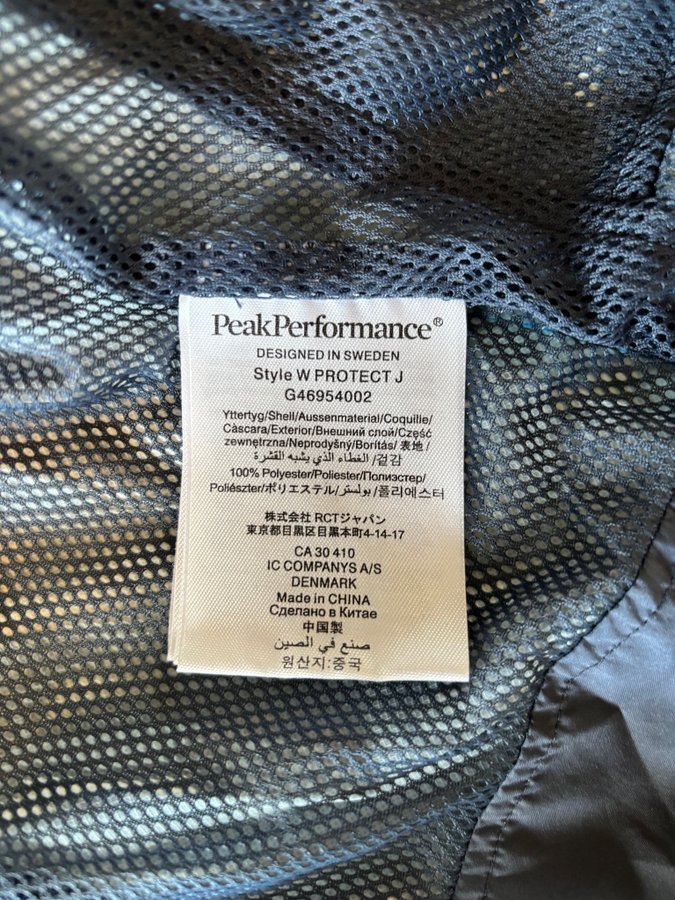 PeakPerformance®
DESIGNED IN SWEDEN
Style W PROTECT J
G46954002
Yttertyg/Shell/Aussenmaterial/Coquille/
Càscara/Exterior/Внешний слой/Część
zewnętrzna/Neprodyšný/Borítás/ 表地/
الغطاء الذي يشبه القشرة /겉감
100% Polyester/Poliester/Полиэстер/
Poliészter/ポリエステル/بولستر/폴리에스터
株式会社 RCTジャパン
東京都目黒区目黒本町4-14-17
CA 30 410
IC COMPANYS A/S
DENMARK
Made in CHINA
Сделано в Китае
中国製
صنع في الصين
원산지:중국